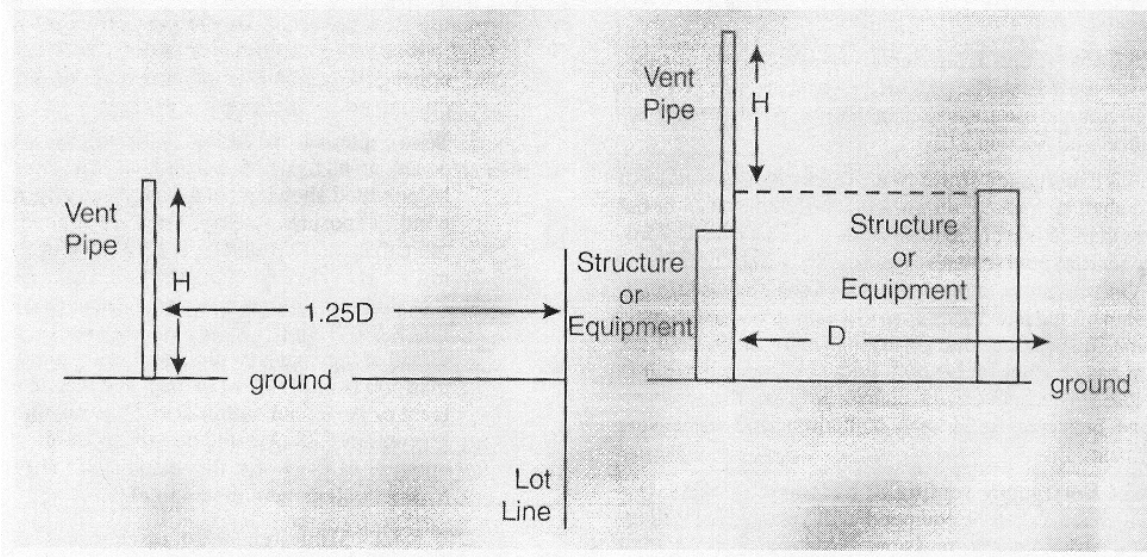 Vent
Pipe
H
1.25D
ground
Lot
Line
Vent
Pipe
H
Structure
or
Equipment
Structure
or
Equipment
D
ground